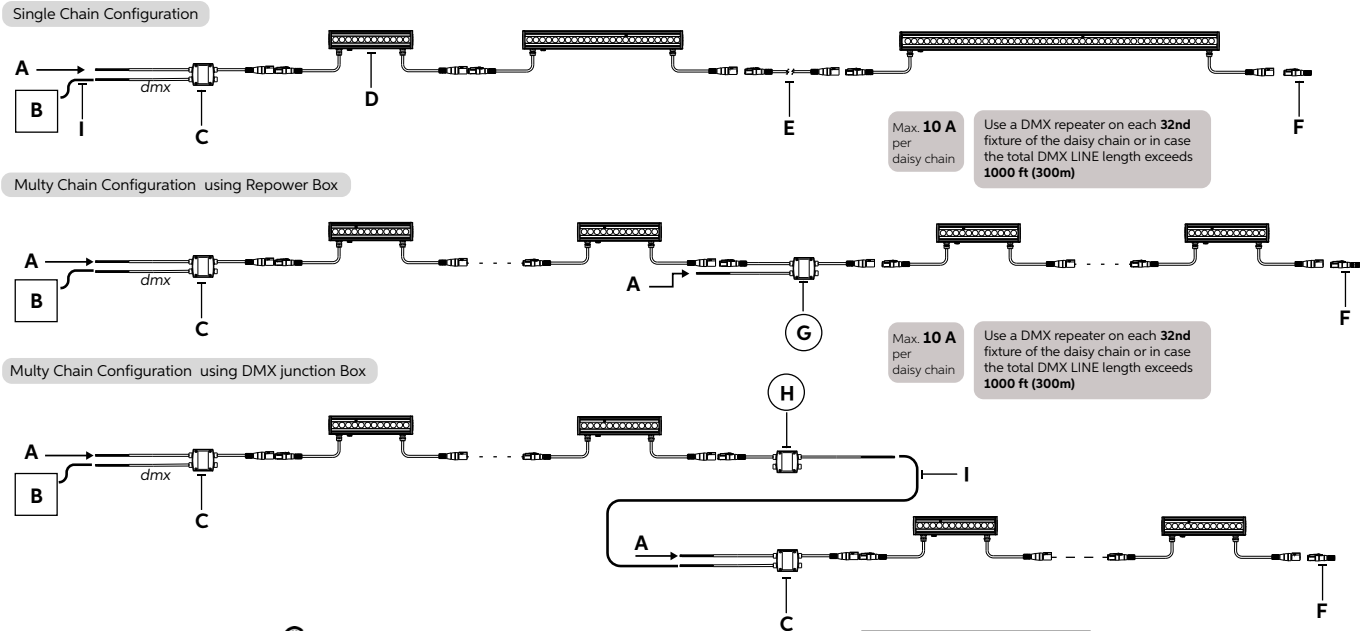 Single Chain Configuration
A
B
dmx
I
C
D
E
F
Max. 10 A
per
daisy chain
Use a DMX repeater on each 32nd
fixture of the daisy chain or in case
the total DMX LINE length exceeds
1000 ft (300m)
Multy Chain Configuration using Repower Box
A
B
dmx
C
A
G
F
Max. 10 A
per
daisy chain
Use a DMX repeater on each 32nd
fixture of the daisy chain or in case
the total DMX LINE length exceeds
1000 ft (300m)
Multy Chain Configuration using DMX junction Box
A
B
dmx
C
H
I
A
C
F